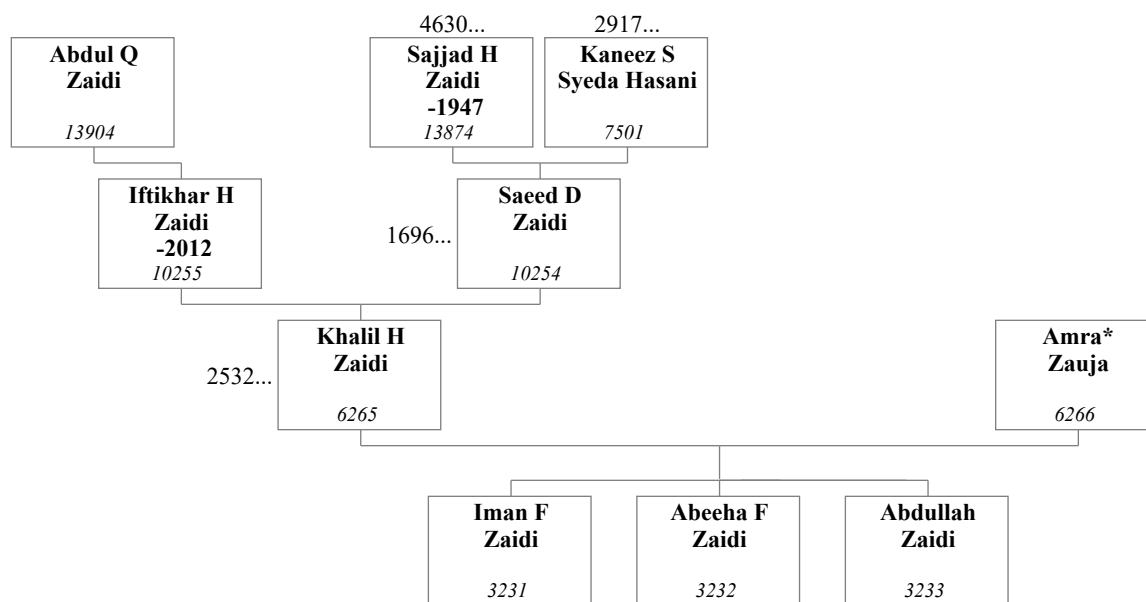 4630...
2917...
Abdul Q
Zaidi
13904
Sajjad H
Zaidi
-1947
13874
Kaneez S
Syeda Hasani
7501
Iftikhar H
Zaidi
-2012
10255
1696...
Saeed D
Zaidi
10254
2532...
Khalil H
Zaidi
6265
Amra*
Zauja
6266
Iman F
Zaidi
3231
Abeeha F
Zaidi
3232
Abdullah
Zaidi
3233